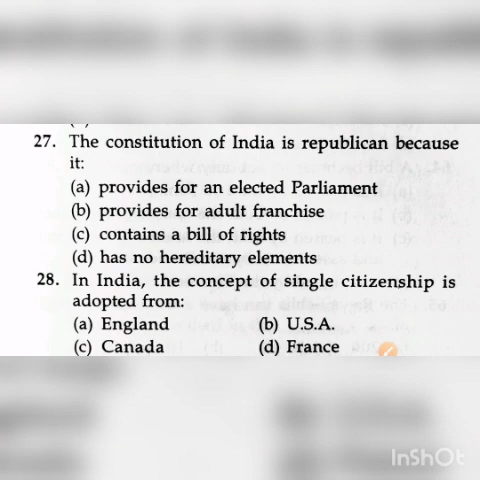 27. The constitution of India is republican because
it:
(a) provides for an elected Parliament
(b) provides for adult franchise
(c) contains a bill of rights
(d) has no hereditary elements
28. In India, the concept of single citizenship is
adopted from:
(a) England (b) U.S.A.
(c) Canada (d) France
InShOt